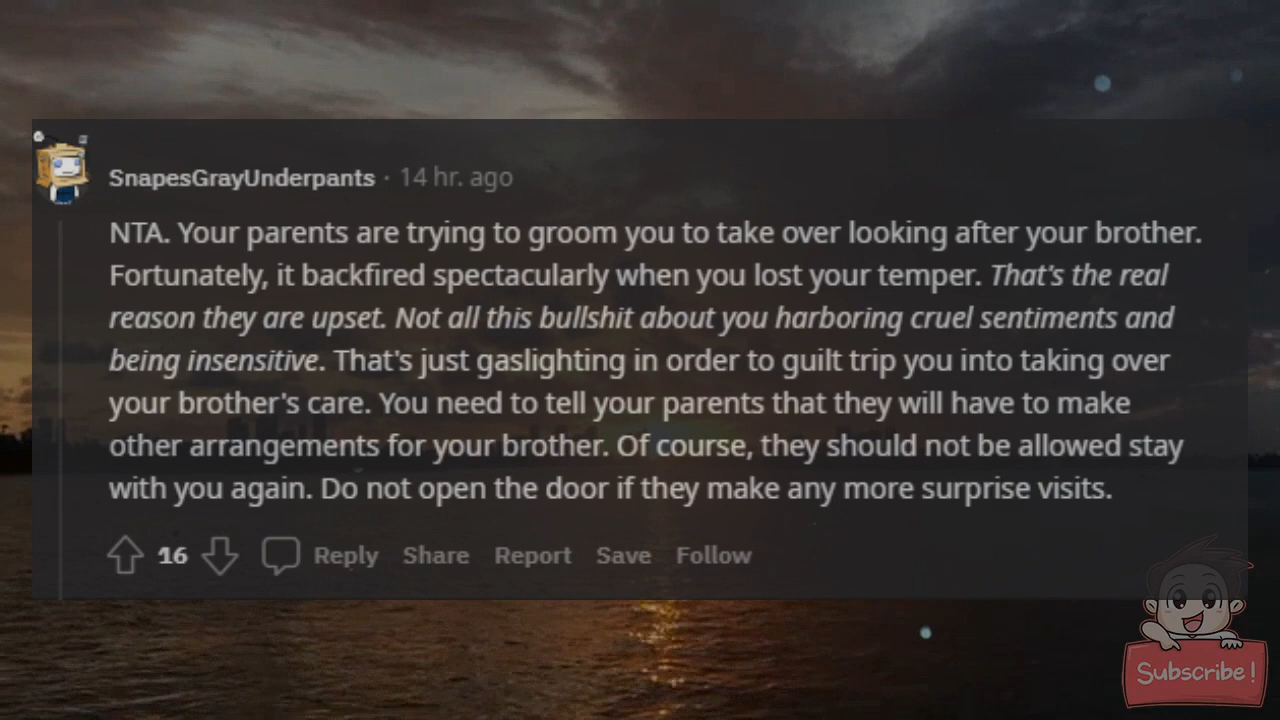 SnapesGrayUnderpants · 14 hr. ago
NTA. Your parents are trying to groom you to take over looking after your brother.
Fortunately, it backfired spectacularly when you lost your temper. That's the real
reason they are upset. Not all this bullshit about you harboring cruel sentiments and
being insensitive. That's just gaslighting in order to guilt trip you into taking over
your brother's care. You need to tell your parents that they will have to make
other arrangements for your brother. Of course, they should not be allowed stay
with you again. Do not open the door if they make any more surprise visits.
16 Reply Share Report Save Follow
Subscribe!